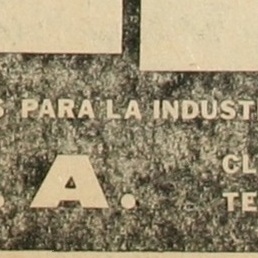 S PARA LA INDUST
. A.
CL
TE